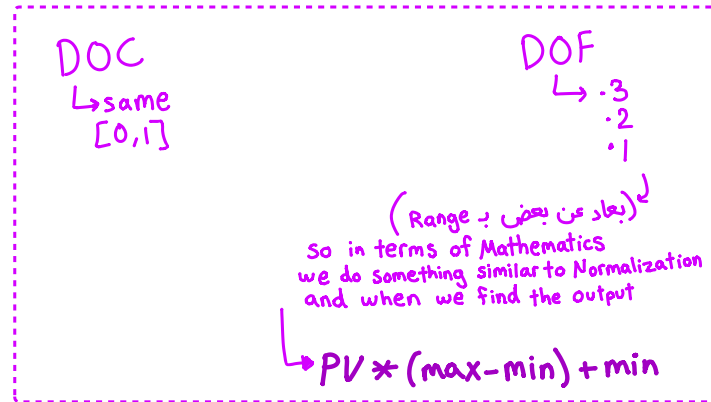 DOC
same
[0,1]
DOF
.3
.2
.1
(بعاد عن بعض ب Range)
so in terms of Mathematics
we do something similar to Normalization
and when we find the output
PV * (max-min) + min